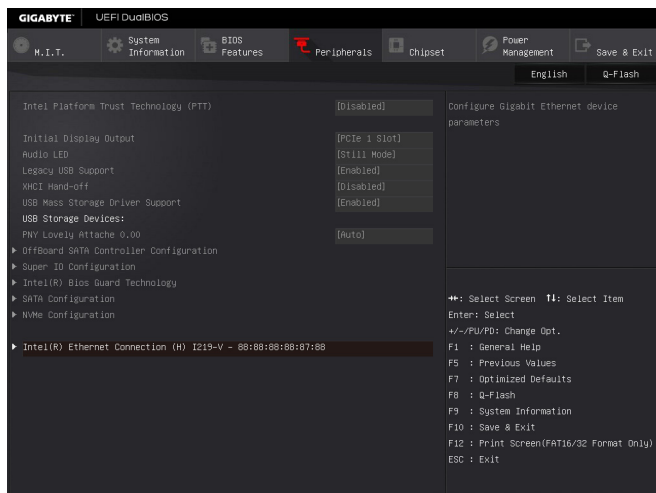 GIGABYTE™ UEFI DualBIOS
M.I.T. System Information BIOS Features Peripherals Chipset Power Management Save & Exit
English Q-Flash
Intel Platform Trust Technology (PTT) [Disabled]
Initial Display Output [PCIe 1 Slot]
Audio LED [Still Mode]
Legacy USB Support [Enabled]
XHCI Hand-off [Disabled]
USB Mass Storage Driver Support [Enabled]
USB Storage Devices:
PNY Lovely Attache 0.00 [Auto]
▶ OffBoard SATA Controller Configuration
▶ Super IO Configuration
▶ Intel(R) Bios Guard Technology
▶ SATA Configuration
▶ NVMe Configuration
▶ Intel(R) Ethernet Connection (H) I219-V - 88:88:88:88:87:88
Configure Gigabit Ethernet device
parameters
→←: Select Screen ↑↓: Select Item
Enter: Select
+/-/PU/PD: Change Opt.
F1 : General Help
F5 : Previous Values
F7 : Optimized Defaults
F8 : Q-Flash
F9 : System Information
F10 : Save & Exit
F12 : Print Screen(FAT16/32 Format Only)
ESC : Exit